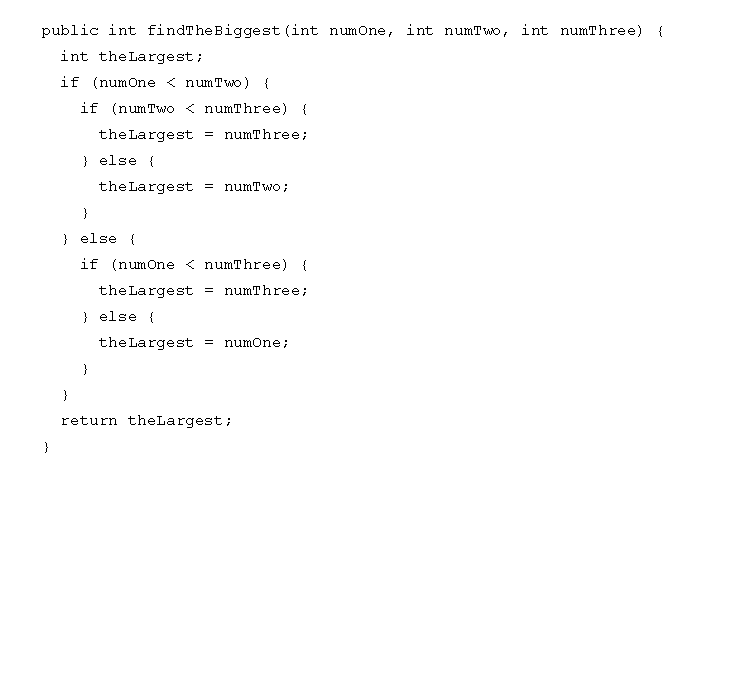 public int findTheBiggest(int numOne, int numTwo, int numThree) {
  int theLargest;
  if (numOne < numTwo) {
    if (numTwo < numThree) {
      theLargest = numThree;
    } else {
      theLargest = numTwo;
    }
  } else {
    if (numOne < numThree) {
      theLargest = numThree;
    } else {
      theLargest = numOne;
    }
  }
  return theLargest;
}